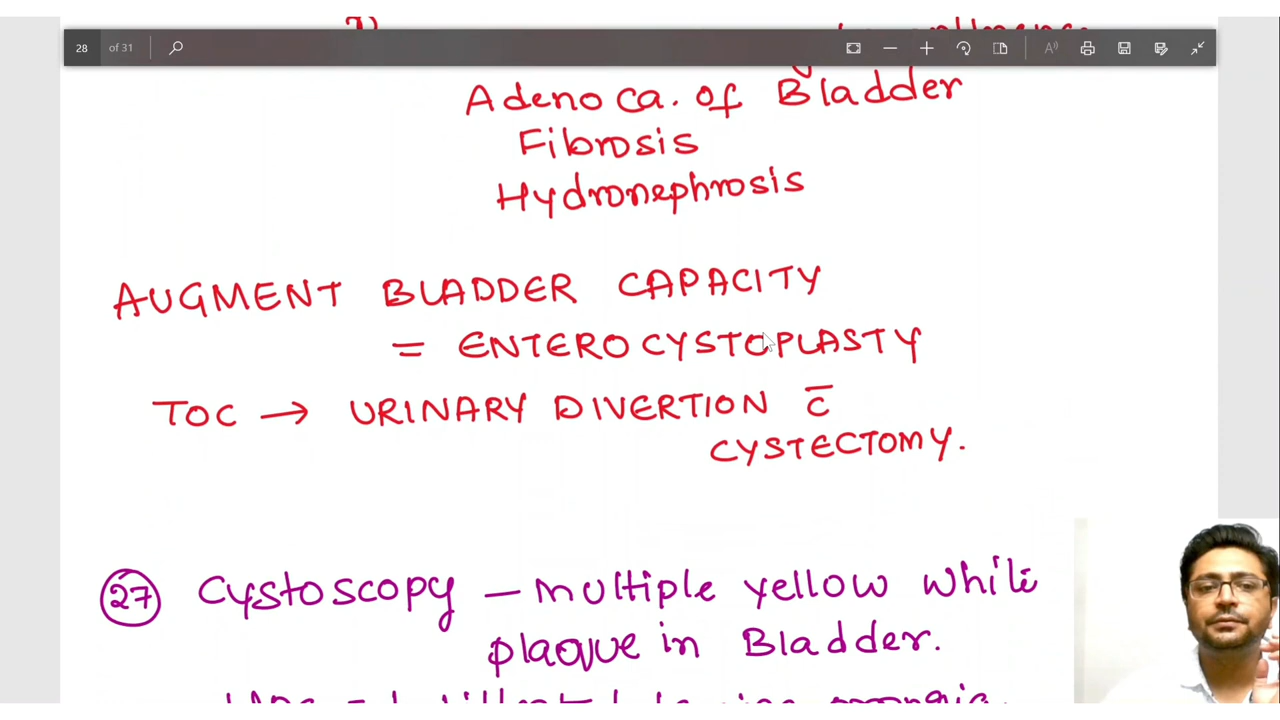 28 of 31
Adeno ca. of Bladder
Fibrosis
Hydronephrosis
AUGMENT BLADDER CAPACITY
= ENTEROCYSTOPLASTY
TOC → URINARY DIVERTION c̅
CYSTECTOMY.
27 Cystoscopy - multiple yellow while
plaque in Bladder.